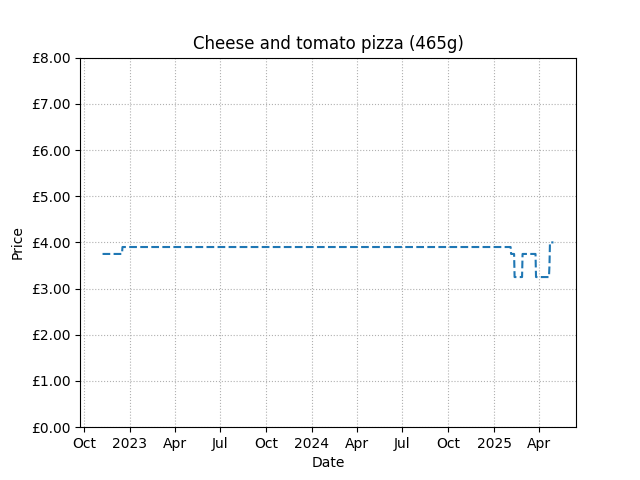 Cheese and tomato pizza (465g)
£8.00
£7.00
£6.00
£5.00
£4.00
£3.00
£2.00
£1.00
£0.00
Price
Oct 2023 Apr Jul Oct 2024 Apr Jul Oct 2025 Apr
Date